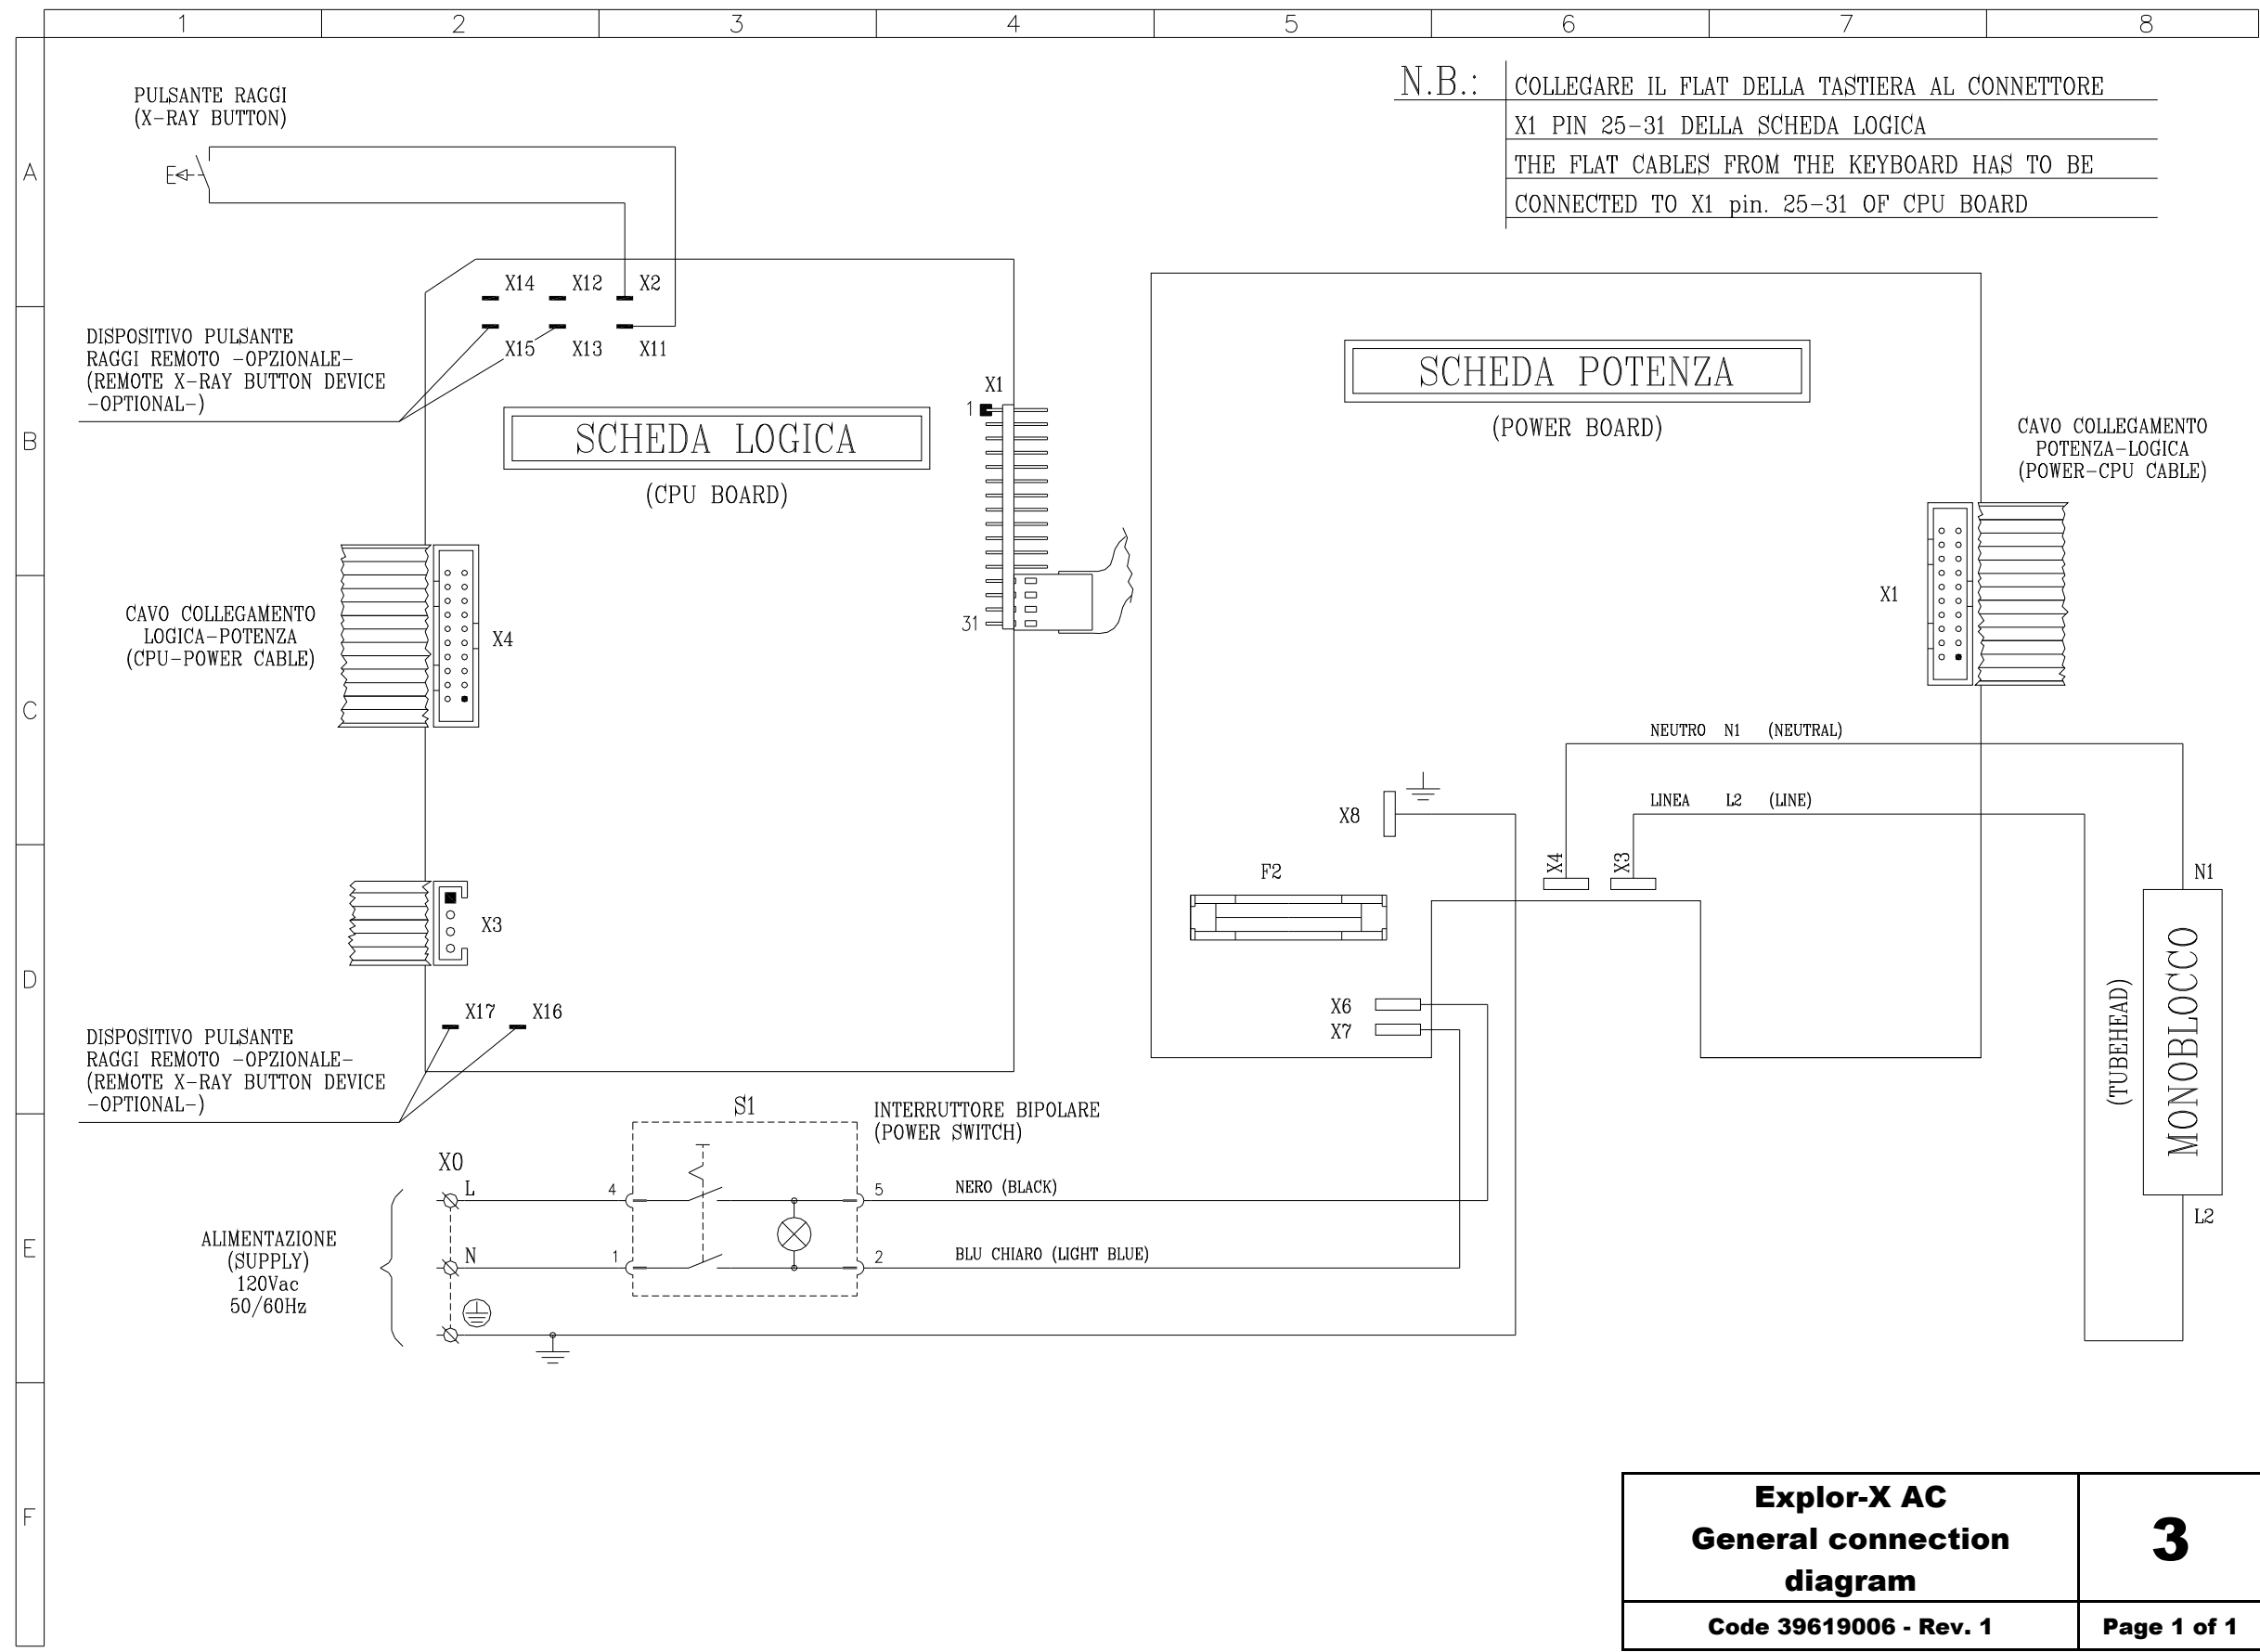 1 2 3 4 5 6 7 8
A
B
C
D
E
F
PULSANTE RAGGI
(X-RAY BUTTON)
N.B.:
COLLEGARE IL FLAT DELLA TASTIERA AL CONNETTORE
X1 PIN 25-31 DELLA SCHEDA LOGICA
THE FLAT CABLES FROM THE KEYBOARD HAS TO BE
CONNECTED TO X1 pin. 25-31 OF CPU BOARD
X14 X12 X2
X15 X13 X11
DISPOSITIVO PULSANTE
RAGGI REMOTO -OPZIONALE-
(REMOTE X-RAY BUTTON DEVICE
-OPTIONAL-)
SCHEDA LOGICA
(CPU BOARD)
X1
1
31
CAVO COLLEGAMENTO
LOGICA-POTENZA
(CPU-POWER CABLE)
X4
X3
X17 X16
DISPOSITIVO PULSANTE
RAGGI REMOTO -OPZIONALE-
(REMOTE X-RAY BUTTON DEVICE
-OPTIONAL-)
SCHEDA POTENZA
(POWER BOARD)
CAVO COLLEGAMENTO
POTENZA-LOGICA
(POWER-CPU CABLE)
X1
NEUTRO N1 (NEUTRAL)
LINEA L2 (LINE)
X8
F2
X4
X3
X6
X7
N1
MONOBLOCCO
(TUBEHEAD)
L2
S1
INTERRUTTORE BIPOLARE
(POWER SWITCH)
X0
L
4
5
NERO (BLACK)
N
1
2
BLU CHIARO (LIGHT BLUE)
ALIMENTAZIONE
(SUPPLY)
120Vac
50/60Hz
Explor-X AC
General connection
diagram
3
Code 39619006 - Rev. 1
Page 1 of 1